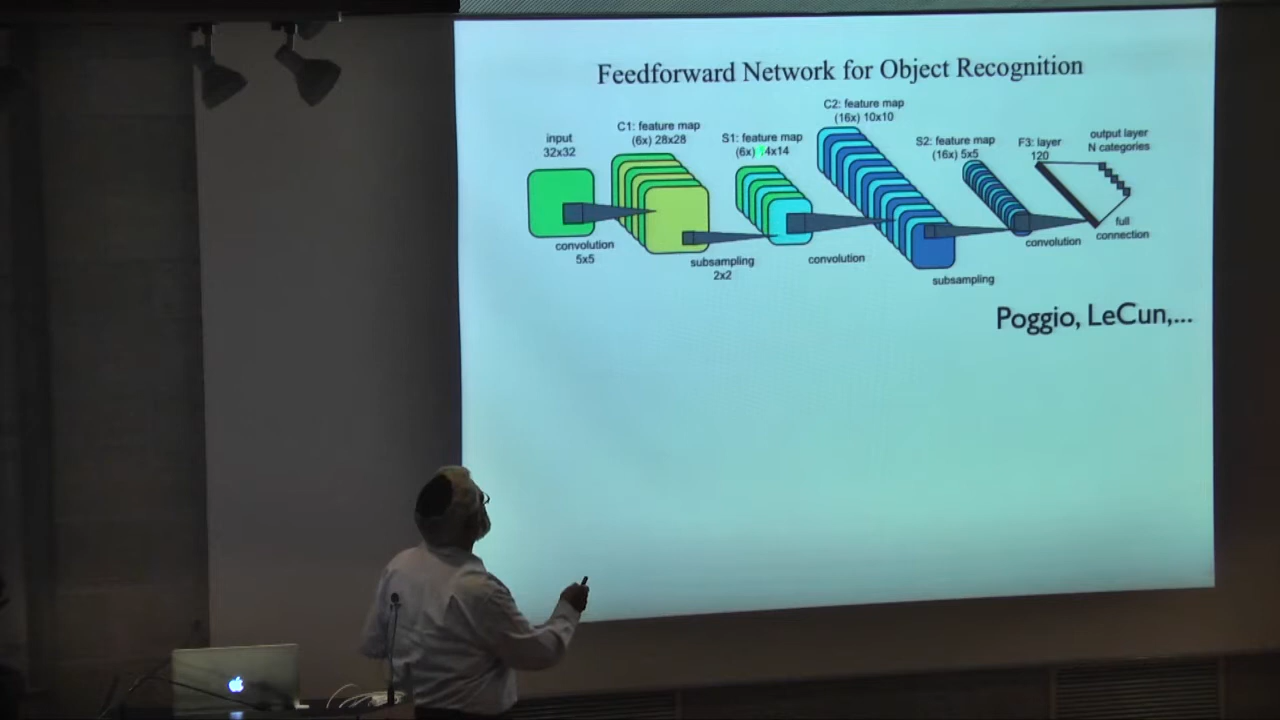 Feedforward Network for Object Recognition
input
32x32
C1: feature map
(6x) 28x28
S1: feature map
(6x) 14x14
C2: feature map
(16x) 10x10
S2: feature map
(16x) 5x5
F3: layer
120
output layer
N categories
convolution
5x5
subsampling
2x2
convolution
subsampling
convolution
full
connection
Poggio, LeCun,...